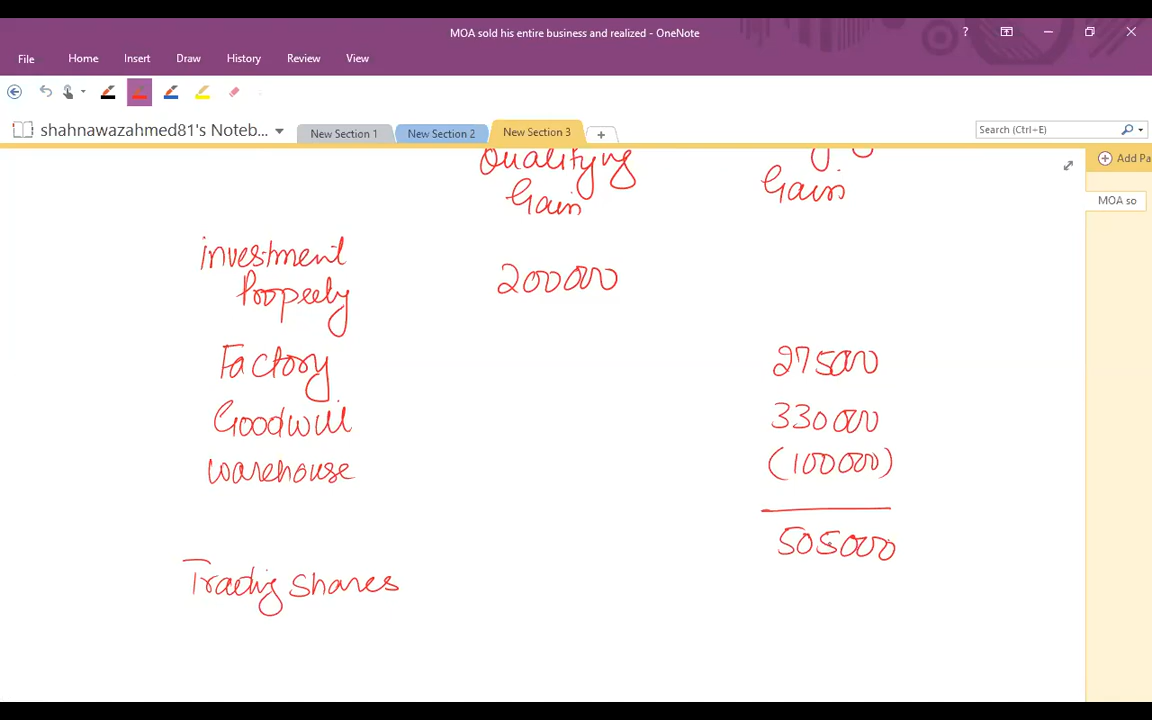 MOA sold his entire business and realized - OneNote
?
File Home Insert Draw History Review View
shahnawazahmed81's Noteb... New Section 1 New Section 2 New Section 3 + Search (Ctrl+E)
Add Pa
MOA so
Qualifying
Gain Gain
investment
Property 200000
Factory 275000
Goodwill 330000
warehouse (100000)
505000
Trading shares